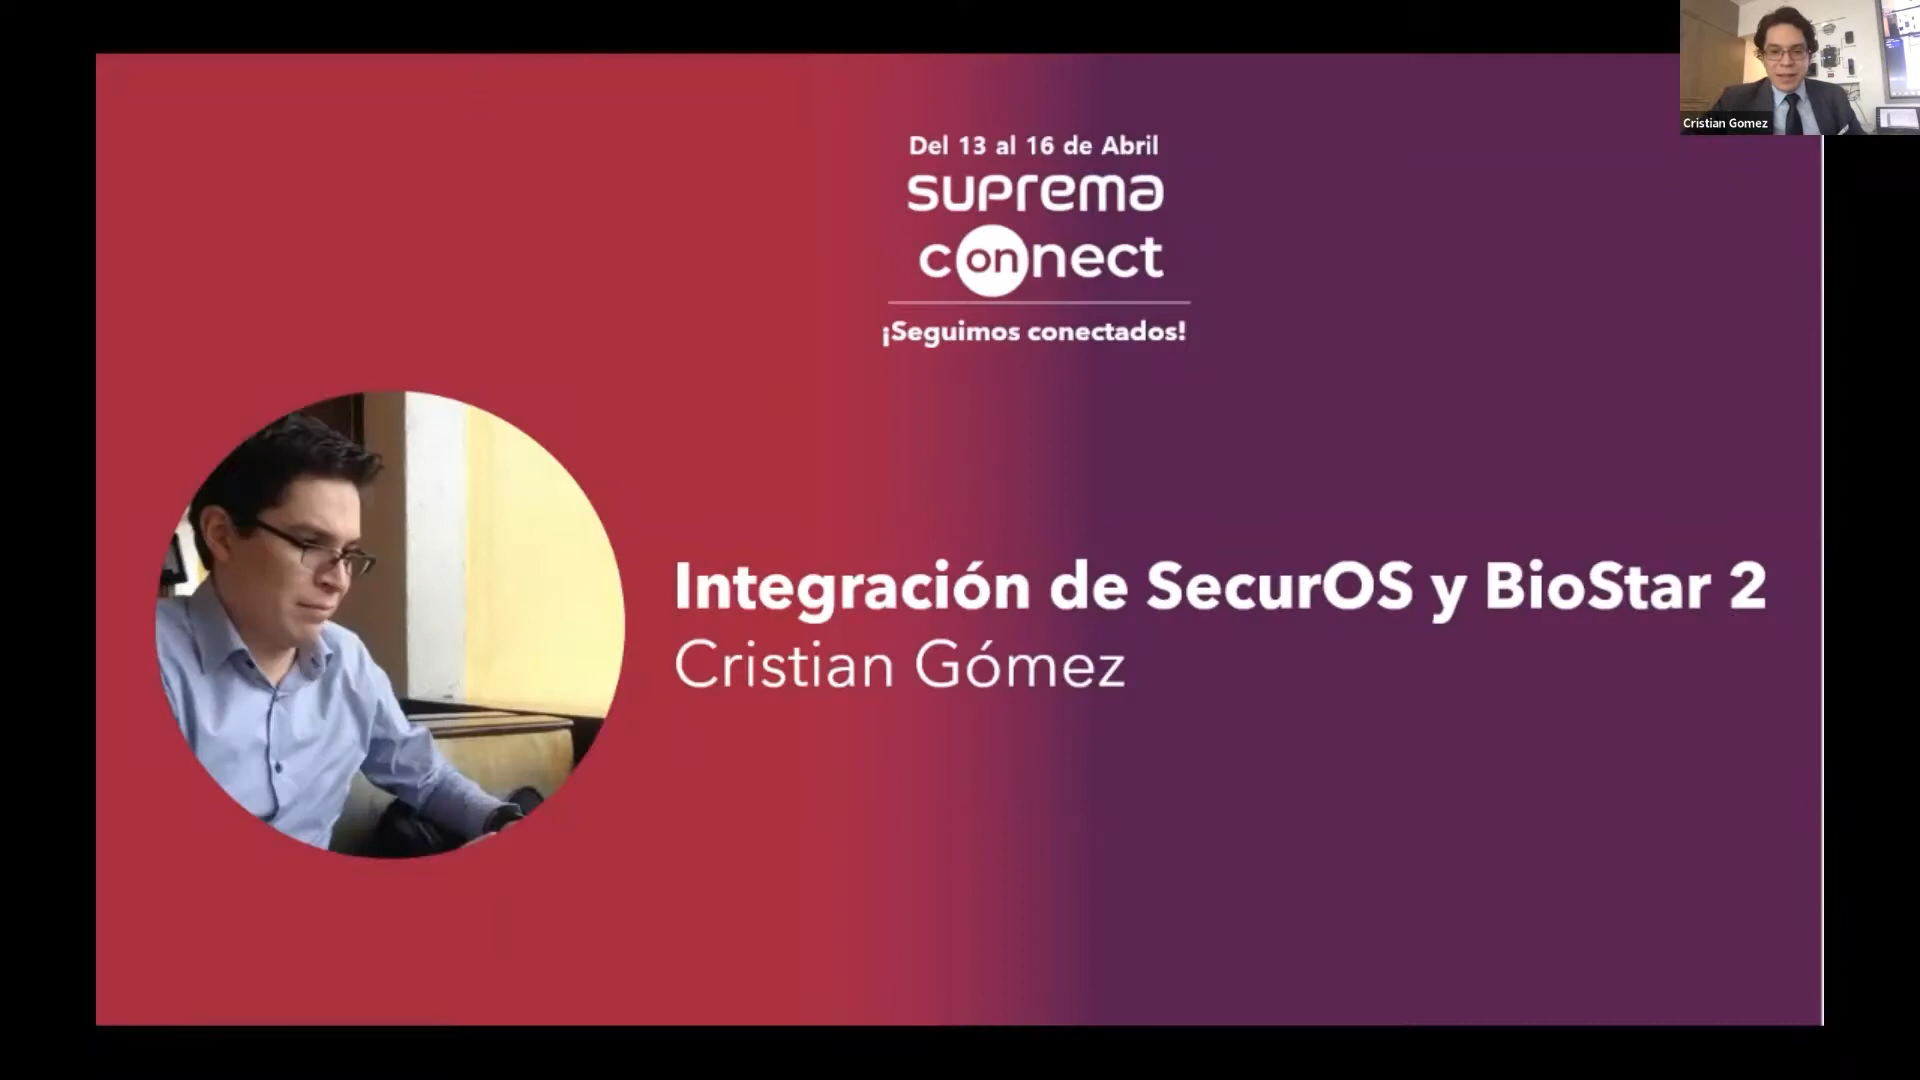 Del 13 al 16 de Abril
suprema
connect
¡Seguimos conectados!
Cristian Gomez
Integración de SecurOS y BioStar 2
Cristian Gómez